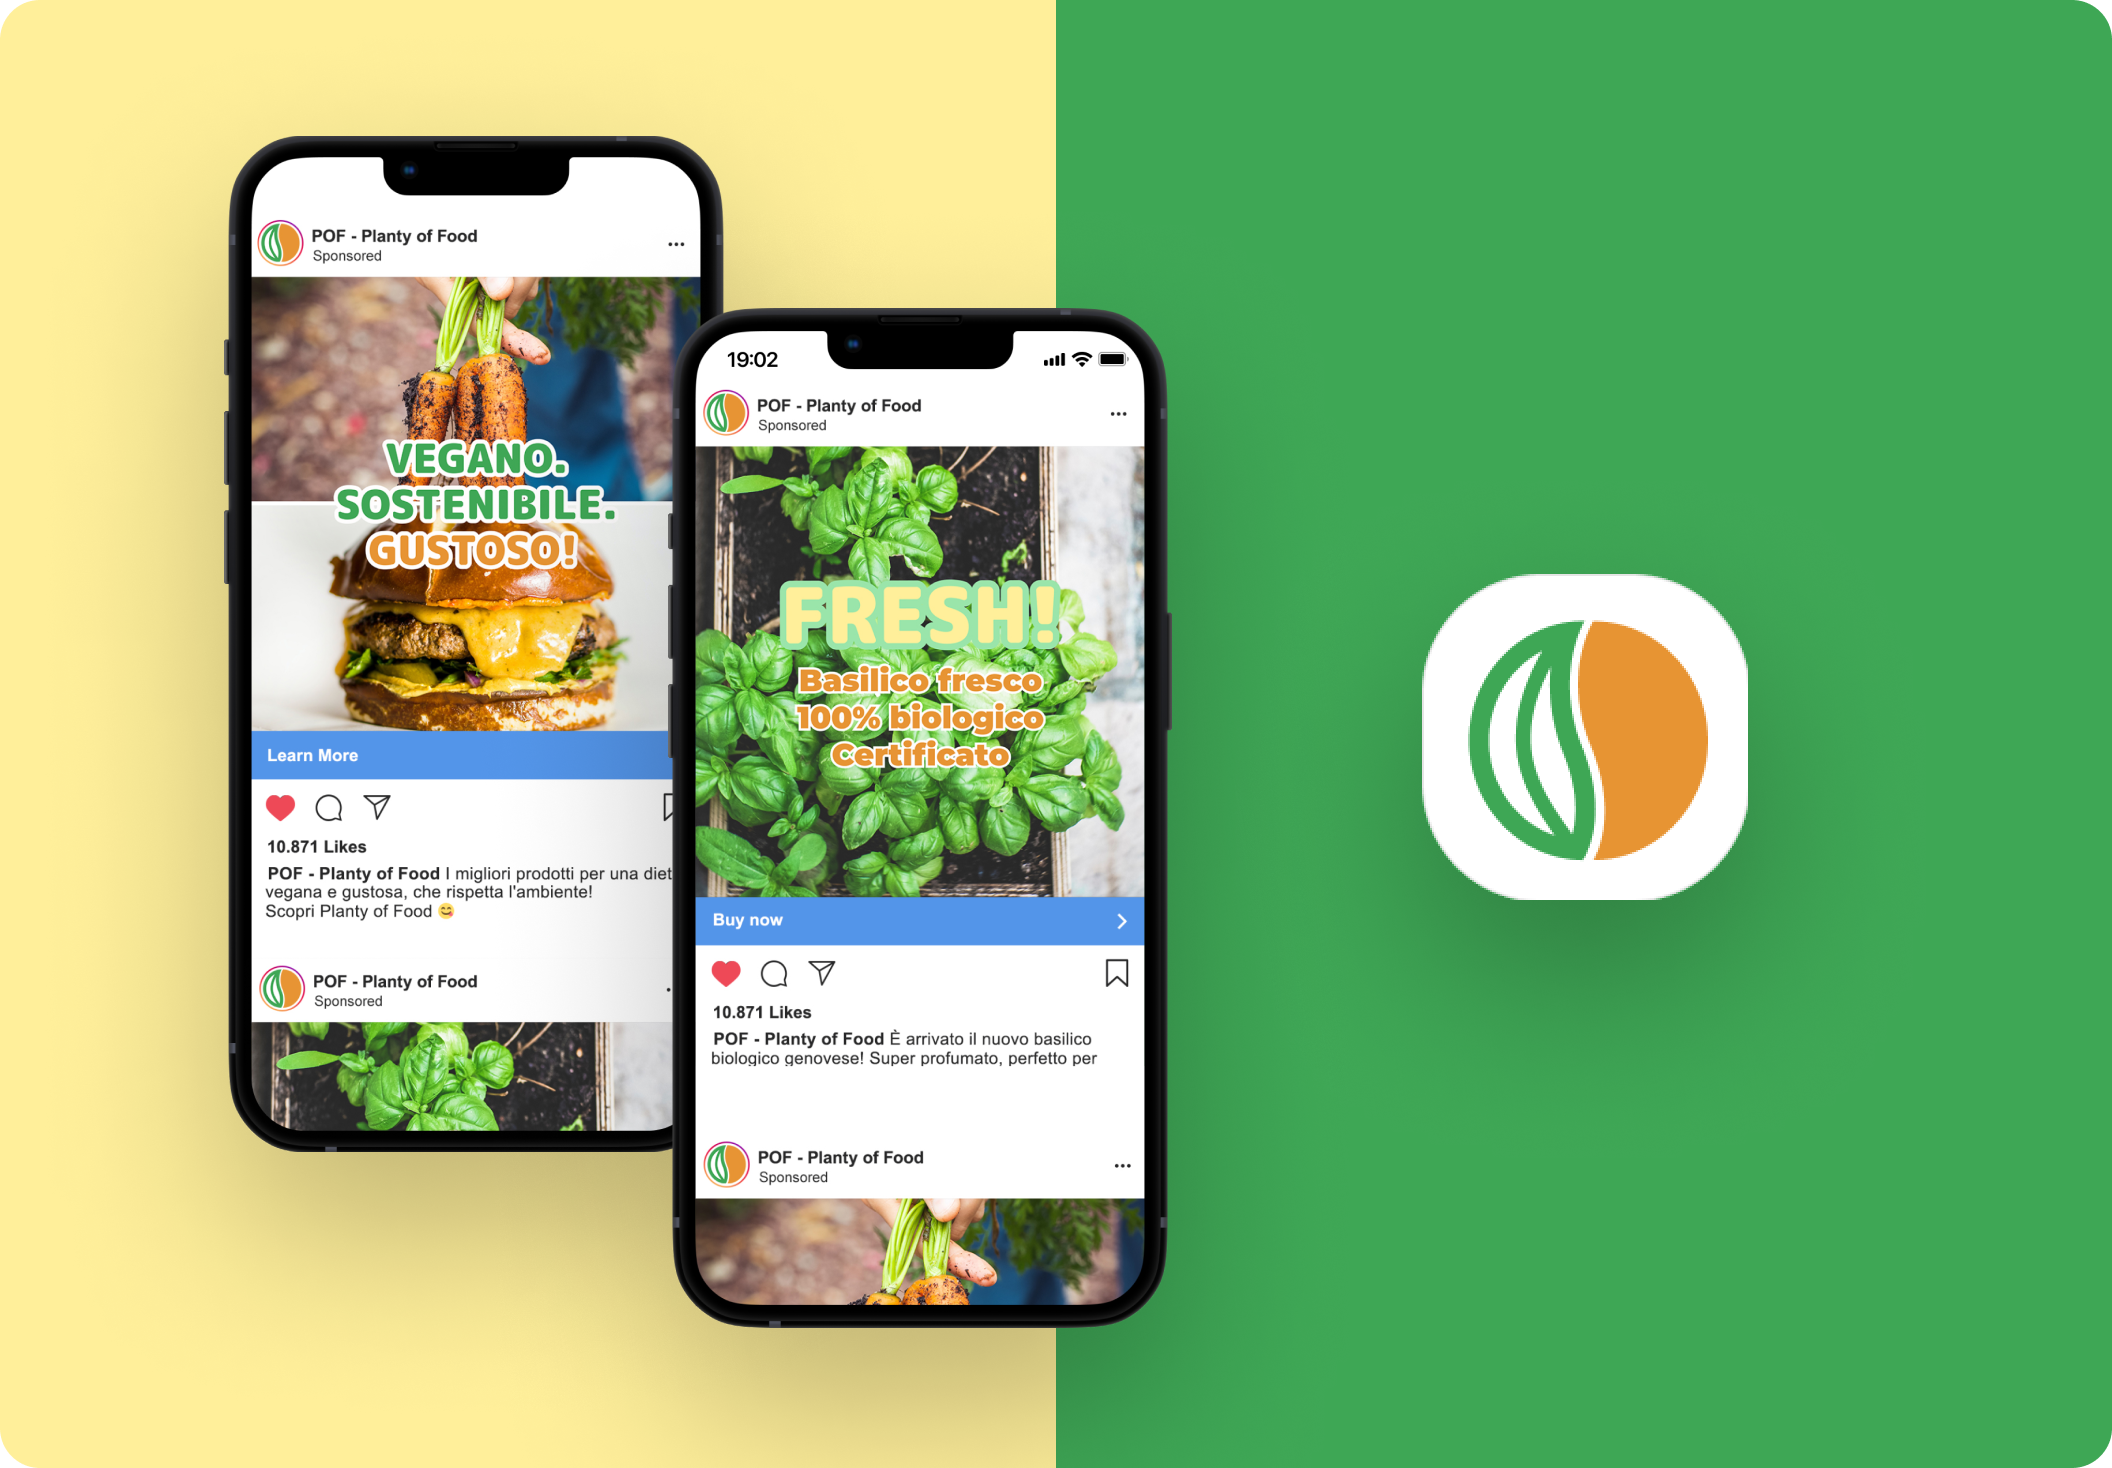 POF - Planty of Food
Sponsored
VEGANO.
SOSTENIBILE.
GUSTOSO!
Learn More
10.871 Likes
POF - Planty of Food I migliori prodotti per una diet
vegana e gustosa, che rispetta l'ambiente!
Scopri Planty of Food
POF - Planty of Food
Sponsored
19:02
POF - Planty of Food
Sponsored
FRESH!
Basilico fresco
100% biologico
Certificato
Buy now
10.871 Likes
POF - Planty of Food È arrivato il nuovo basilico
biologico genovese! Super profumato, perfetto per
POF - Planty of Food
Sponsored